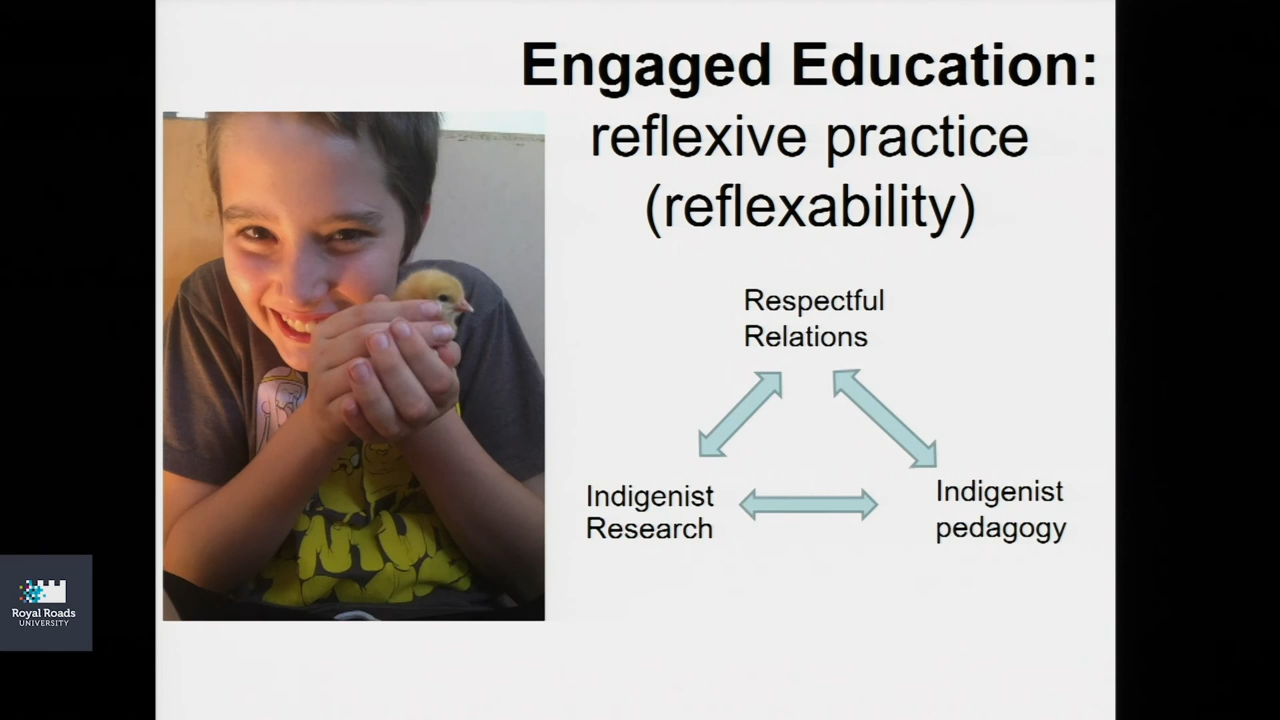 Engaged Education:
reflexive practice
(reflexability)
Respectful
Relations
Indigenist
Research
Indigenist
pedagogy
Royal Roads
UNIVERSITY